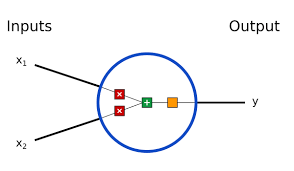 Inputs
Output
x₁
×
+
y
×
x₂